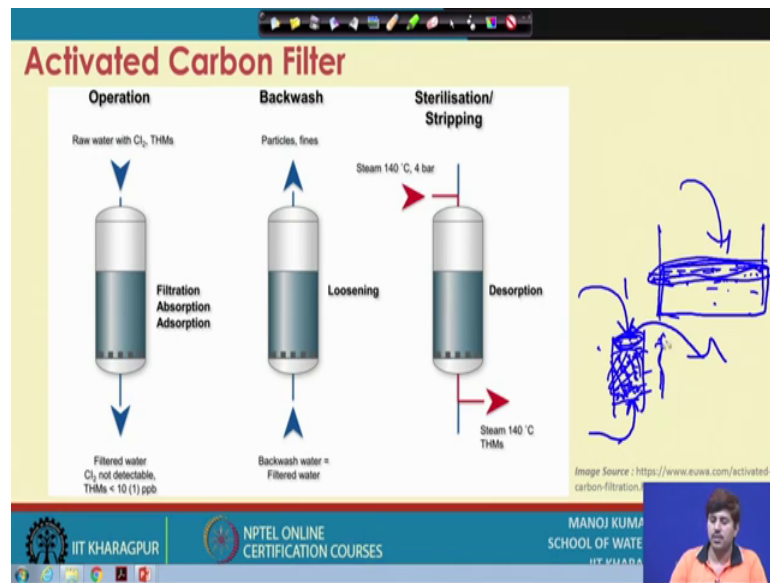 Activated Carbon Filter
Operation
Raw water with Cl₂, THMs
Filtration
Absorption
Adsorption
Filtered water
Cl₂ not detectable,
THMs < 10 (1) ppb
Backwash
Particles, fines
Loosening
Backwash water =
Filtered water
Sterilisation/
Stripping
Steam 140 ˚C, 4 bar
Desorption
Steam 140 ˚C
THMs
Image Source : https://www.euwa.com/activated-
carbon-filtration.
IIT KHARAGPUR
NPTEL ONLINE
CERTIFICATION COURSES
MANOJ KUMA
SCHOOL OF WATE
IIT KHARA